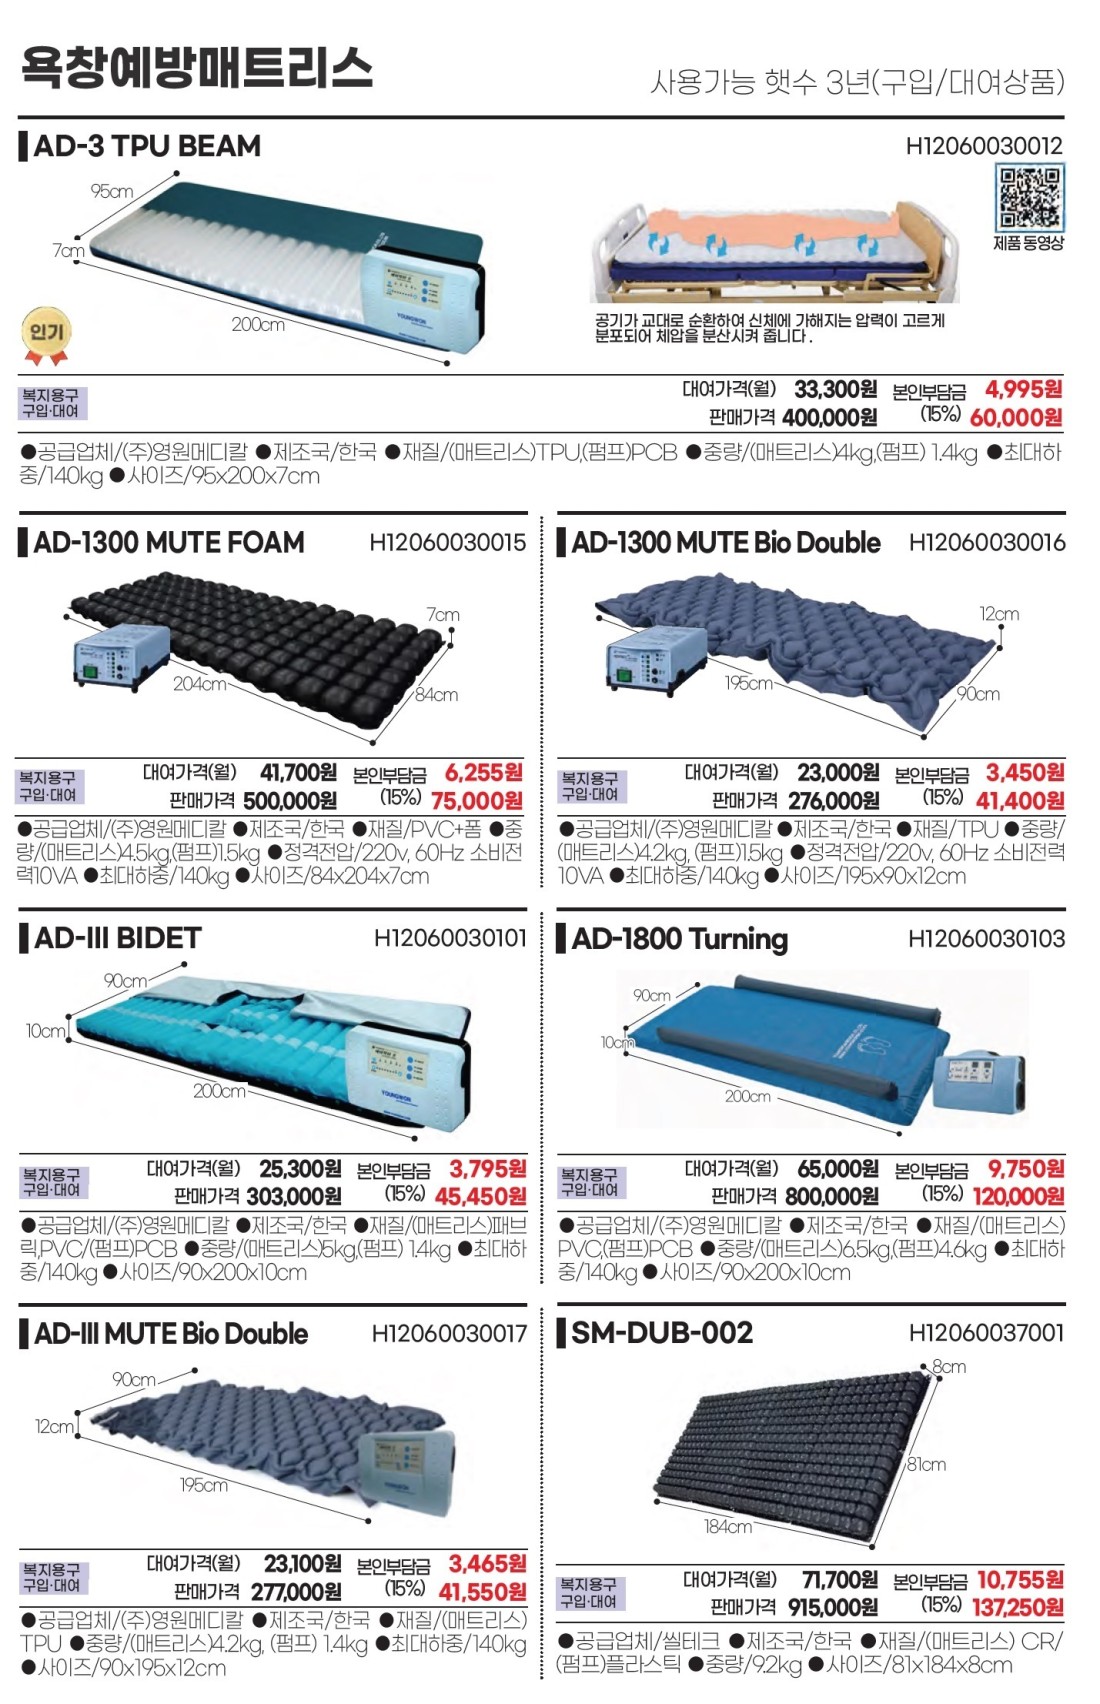 욕창예방매트리스
사용가능 햇수 3년(구입/대여상품)
AD-3 TPU BEAM
H12060030012
95cm
7cm
200cm
YOUNGWON
인기
제품 동영상
공기가 교대로 순환하여 신체에 가해지는 압력이 고르게
분포되어 체압을 분산시켜 줍니다.
복지용구
구입·대여
대여가격(월) 33,300원 본인부담금 4,995원
판매가격 400,000원 (15%) 60,000원
●공급업체/(주)영원메디칼 ●제조국/한국 ●재질/(매트리스)TPU,(펌프)PCB ●중량/(매트리스)4kg,(펌프) 1.4kg ●최대하
중/140kg ●사이즈/95x200x7cm
AD-1300 MUTE FOAM
H12060030015
7cm
204cm
84cm
복지용구
구입·대여
대여가격(월) 41,700원 본인부담금 6,255원
판매가격 500,000원 (15%) 75,000원
●공급업체/(주)영원메디칼 ●제조국/한국 ●재질/PVC+폼 ●중
량/(매트리스)4.5kg,(펌프)1.5kg ●정격전압/220v, 60Hz 소비전
력10VA ●최대하중/140kg ●사이즈/84x204x7cm
AD-1300 MUTE Bio Double
H12060030016
12cm
195cm
90cm
복지용구
구입·대여
대여가격(월) 23,000원 본인부담금 3,450원
판매가격 276,000원 (15%) 41,400원
●공급업체/(주)영원메디칼 ●제조국/한국 ●재질/TPU ●중량/
(매트리스)4.2kg, (펌프)1.5kg ●정격전압/220v, 60Hz 소비전력
10VA ●최대하중/140kg ●사이즈/195x90x12cm
AD-III BIDET
H12060030101
90cm
10cm
200cm
YOUNGWON
복지용구
구입·대여
대여가격(월) 25,300원 본인부담금 3,795원
판매가격 303,000원 (15%) 45,450원
●공급업체/(주)영원메디칼 ●제조국/한국 ●재질/(매트리스)패브
릭,PVC/(펌프)PCB ●중량/(매트리스)5kg,(펌프) 1.4kg ●최대하
중/140kg ●사이즈/90x200x10cm
AD-1800 Turning
H12060030103
90cm
10cm
200cm
복지용구
구입·대여
대여가격(월) 65,000원 본인부담금 9,750원
판매가격 800,000원 (15%) 120,000원
●공급업체/(주)영원메디칼 ●제조국/한국 ●재질/(매트리스)
PVC,(펌프)PCB ●중량/(매트리스)6.5kg,(펌프)4.6kg ●최대하
중/140kg ●사이즈/90x200x10cm
AD-III MUTE Bio Double
H12060030017
90cm
12cm
195cm
복지용구
구입·대여
대여가격(월) 23,100원 본인부담금 3,465원
판매가격 277,000원 (15%) 41,550원
●공급업체/(주)영원메디칼 ●제조국/한국 ●재질/(매트리스)
TPU ●중량/(매트리스)4.2kg, (펌프) 1.4kg ●최대하중/140kg
●사이즈/90x195x12cm
SM-DUB-002
H12060037001
8cm
81cm
184cm
복지용구
구입·대여
대여가격(월) 71,700원 본인부담금 10,755원
판매가격 915,000원 (15%) 137,250원
●공급업체/씰테크 ●제조국/한국 ●재질/(매트리스) CR/
(펌프)플라스틱 ●중량/9.2kg ●사이즈/81x184x8cm